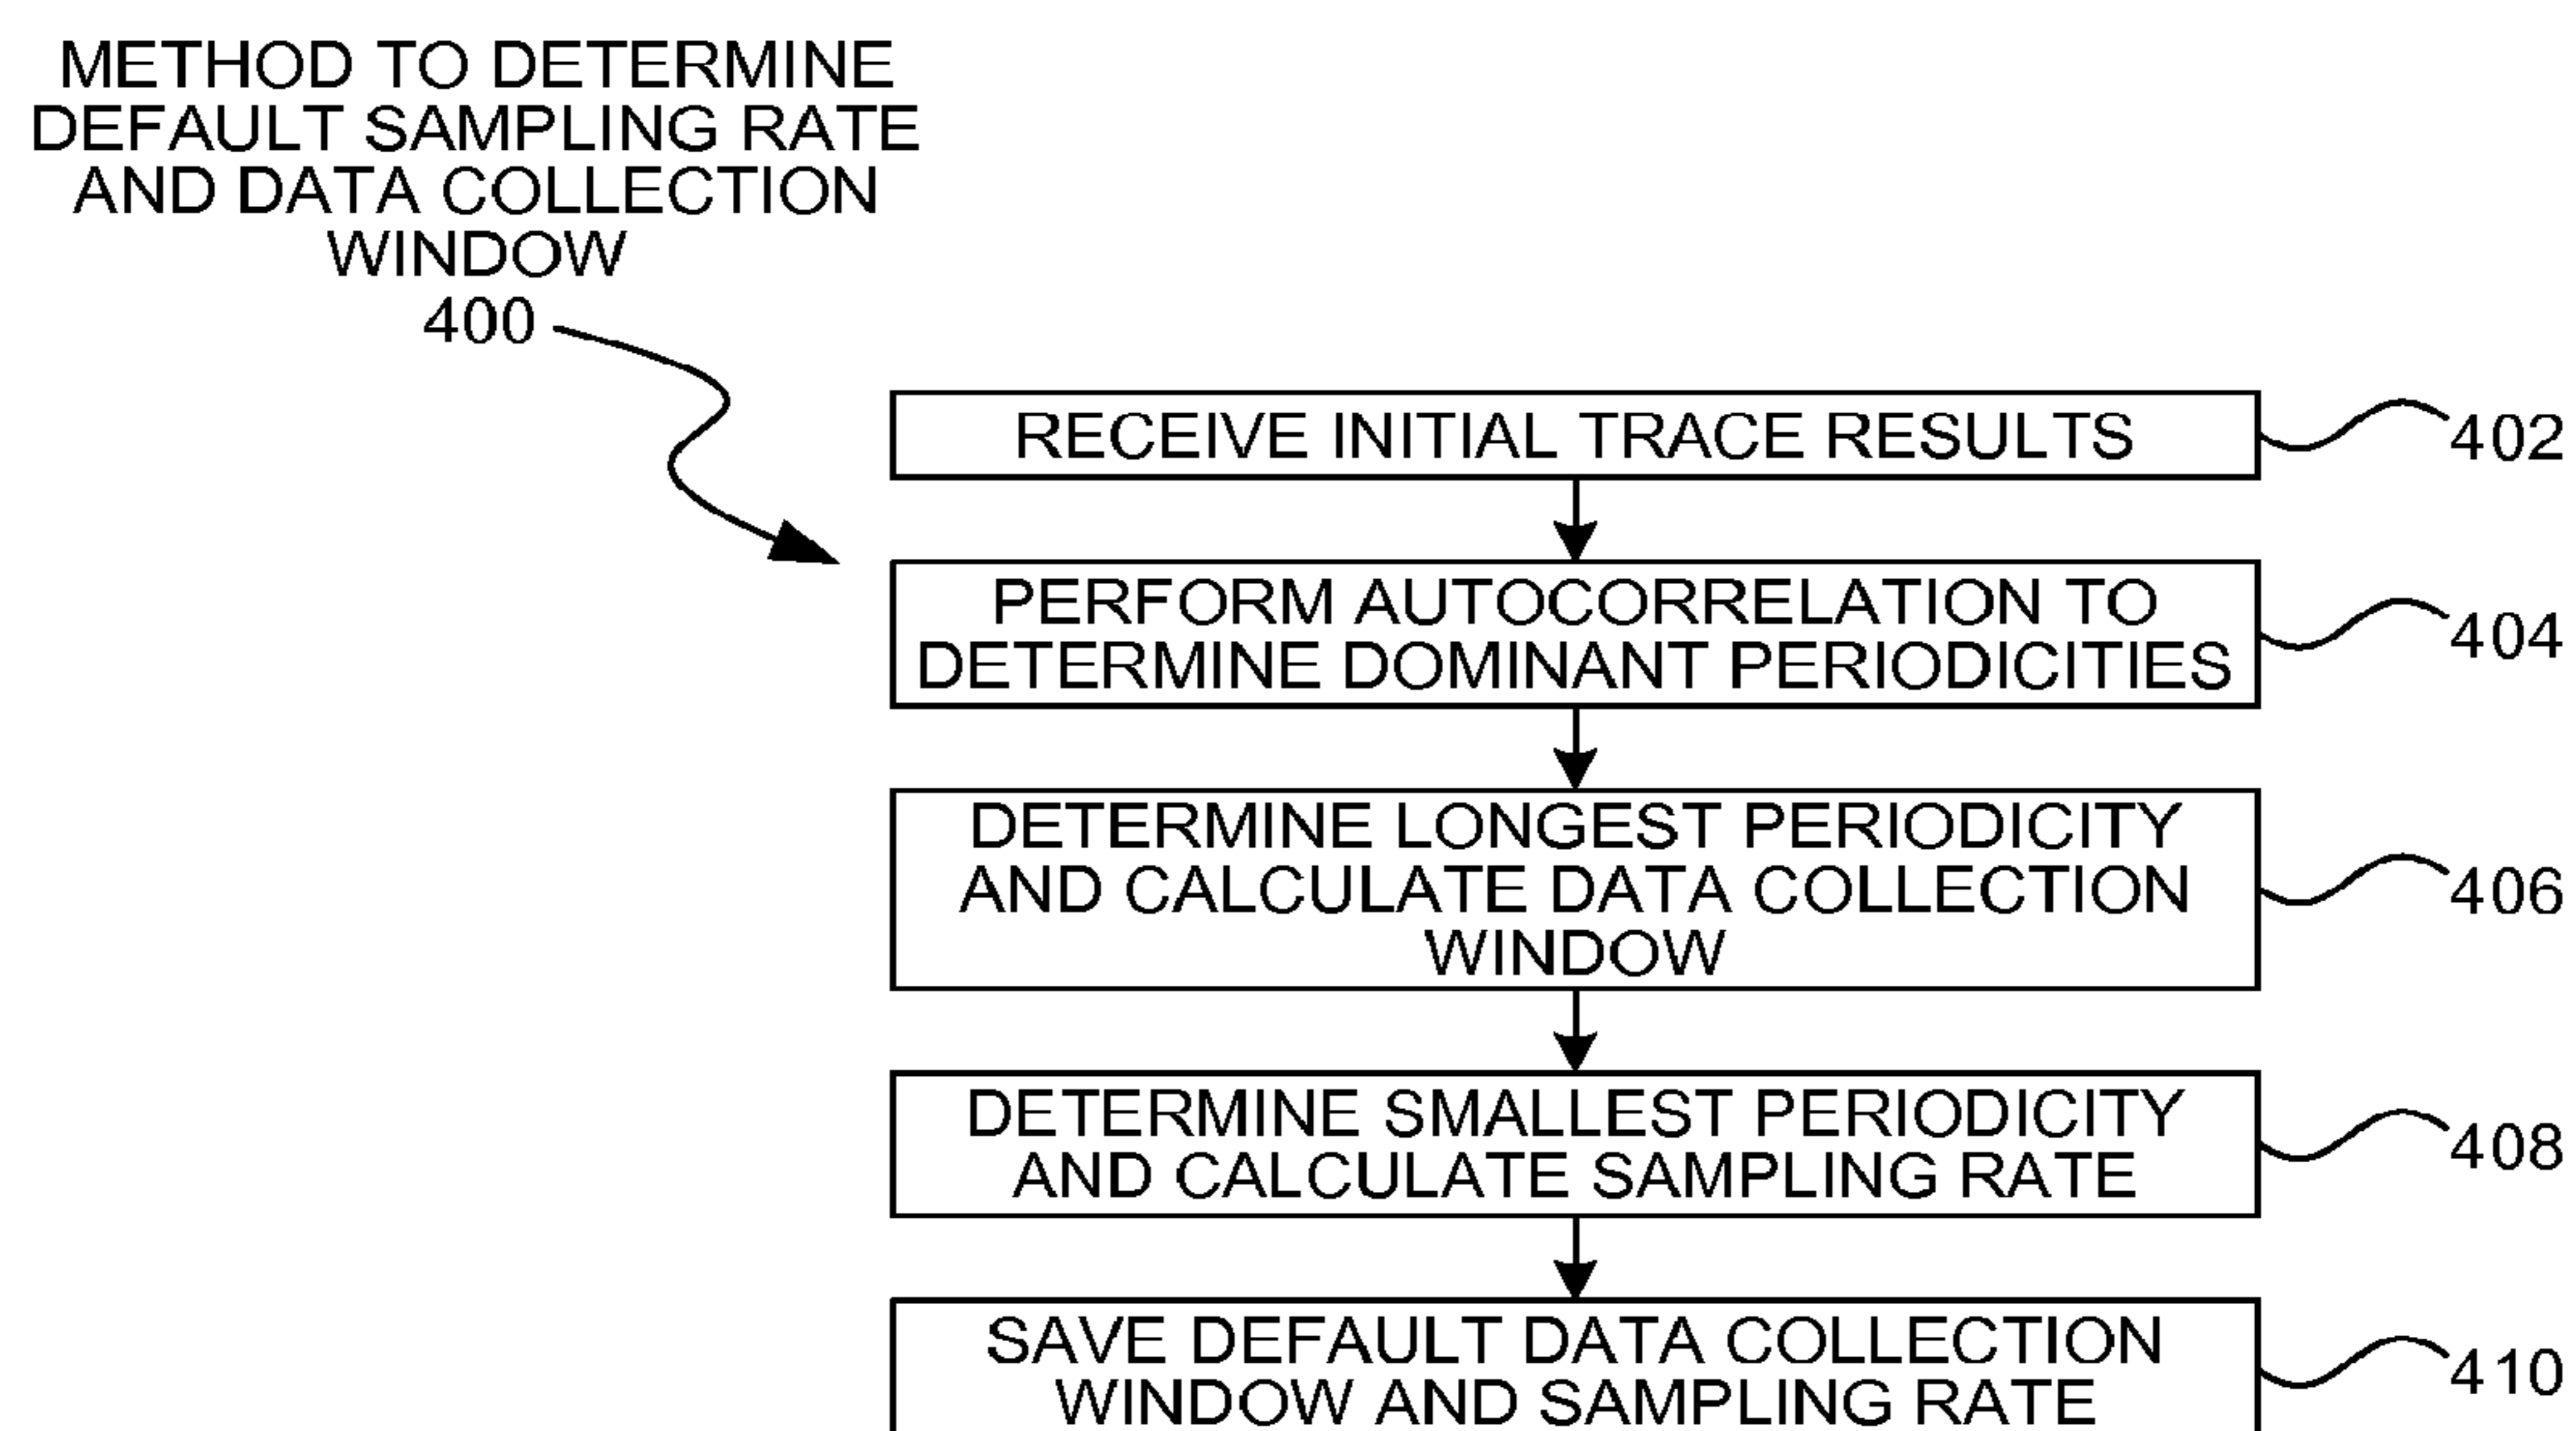 METHOD TO DETERMINE
DEFAULT SAMPLING RATE
AND DATA COLLECTION
WINDOW
400
RECEIVE INITIAL TRACE RESULTS
402
PERFORM AUTOCORRELATION TO
DETERMINE DOMINANT PERIODICITIES
404
DETERMINE LONGEST PERIODICITY
AND CALCULATE DATA COLLECTION
WINDOW
406
DETERMINE SMALLEST PERIODICITY
AND CALCULATE SAMPLING RATE
408
SAVE DEFAULT DATA COLLECTION
WINDOW AND SAMPLING RATE
410